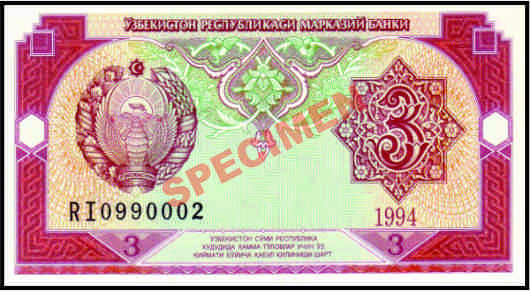 ЎЗБЕКИСТОН РЕСПУБЛИКАСИ МАРКАЗИЙ БАНКИ
3
SPECIMEN
RI0990002
1994
3
3
ЎЗБЕКИСТОН СЎМИ РЕСПУБЛИКА
ҲУДУДИДА ҲАММА ТЎЛОВЛАР УЧУН ЎЗ
ҚИЙМАТИ БЎЙИЧА ҚАБУЛ ҚИЛИНИШИ ШАРТ